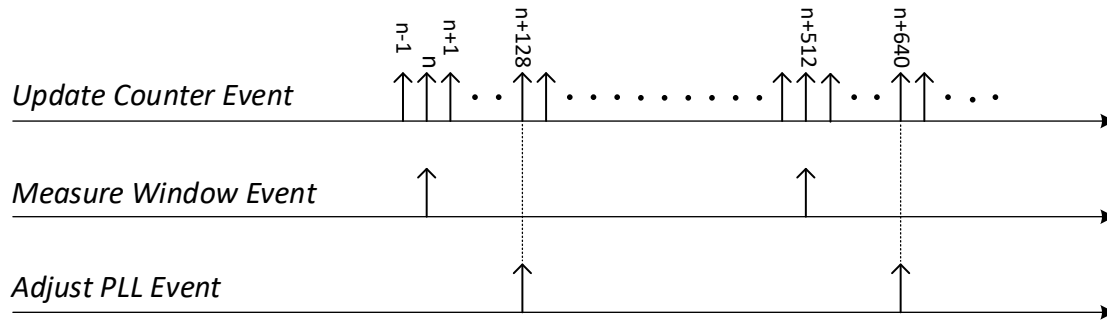 n-1
n
n+1
n+128
n+512
n+640
Update Counter Event
Measure Window Event
Adjust PLL Event